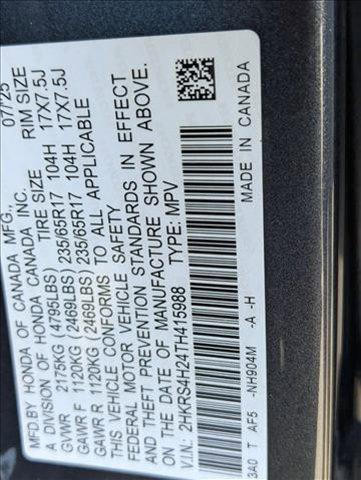 MFD.BY HONDA OF CANADA MFG., 07/25
A DIVISION OF HONDA CANADA INC.
TIRE SIZE RIM SIZE
GVWR 2175KG (4795LBS)
GAWR F 1120KG (2469LBS) 235/65R17 104H 17X7.5J
GAWR R 1120KG (2469LBS) 235/65R17 104H 17X7.5J
THIS VEHICLE CONFORMS TO ALL APPLICABLE
FEDERAL MOTOR VEHICLE SAFETY
AND THEFT PREVENTION STANDARDS IN EFFECT
ON THE DATE OF MANUFACTURE SHOWN ABOVE.
V.I.N.: 2HKRS4H24TH415988 TYPE: MPV
3A0 T AF5 -NH904M -A -H MADE IN CANADA